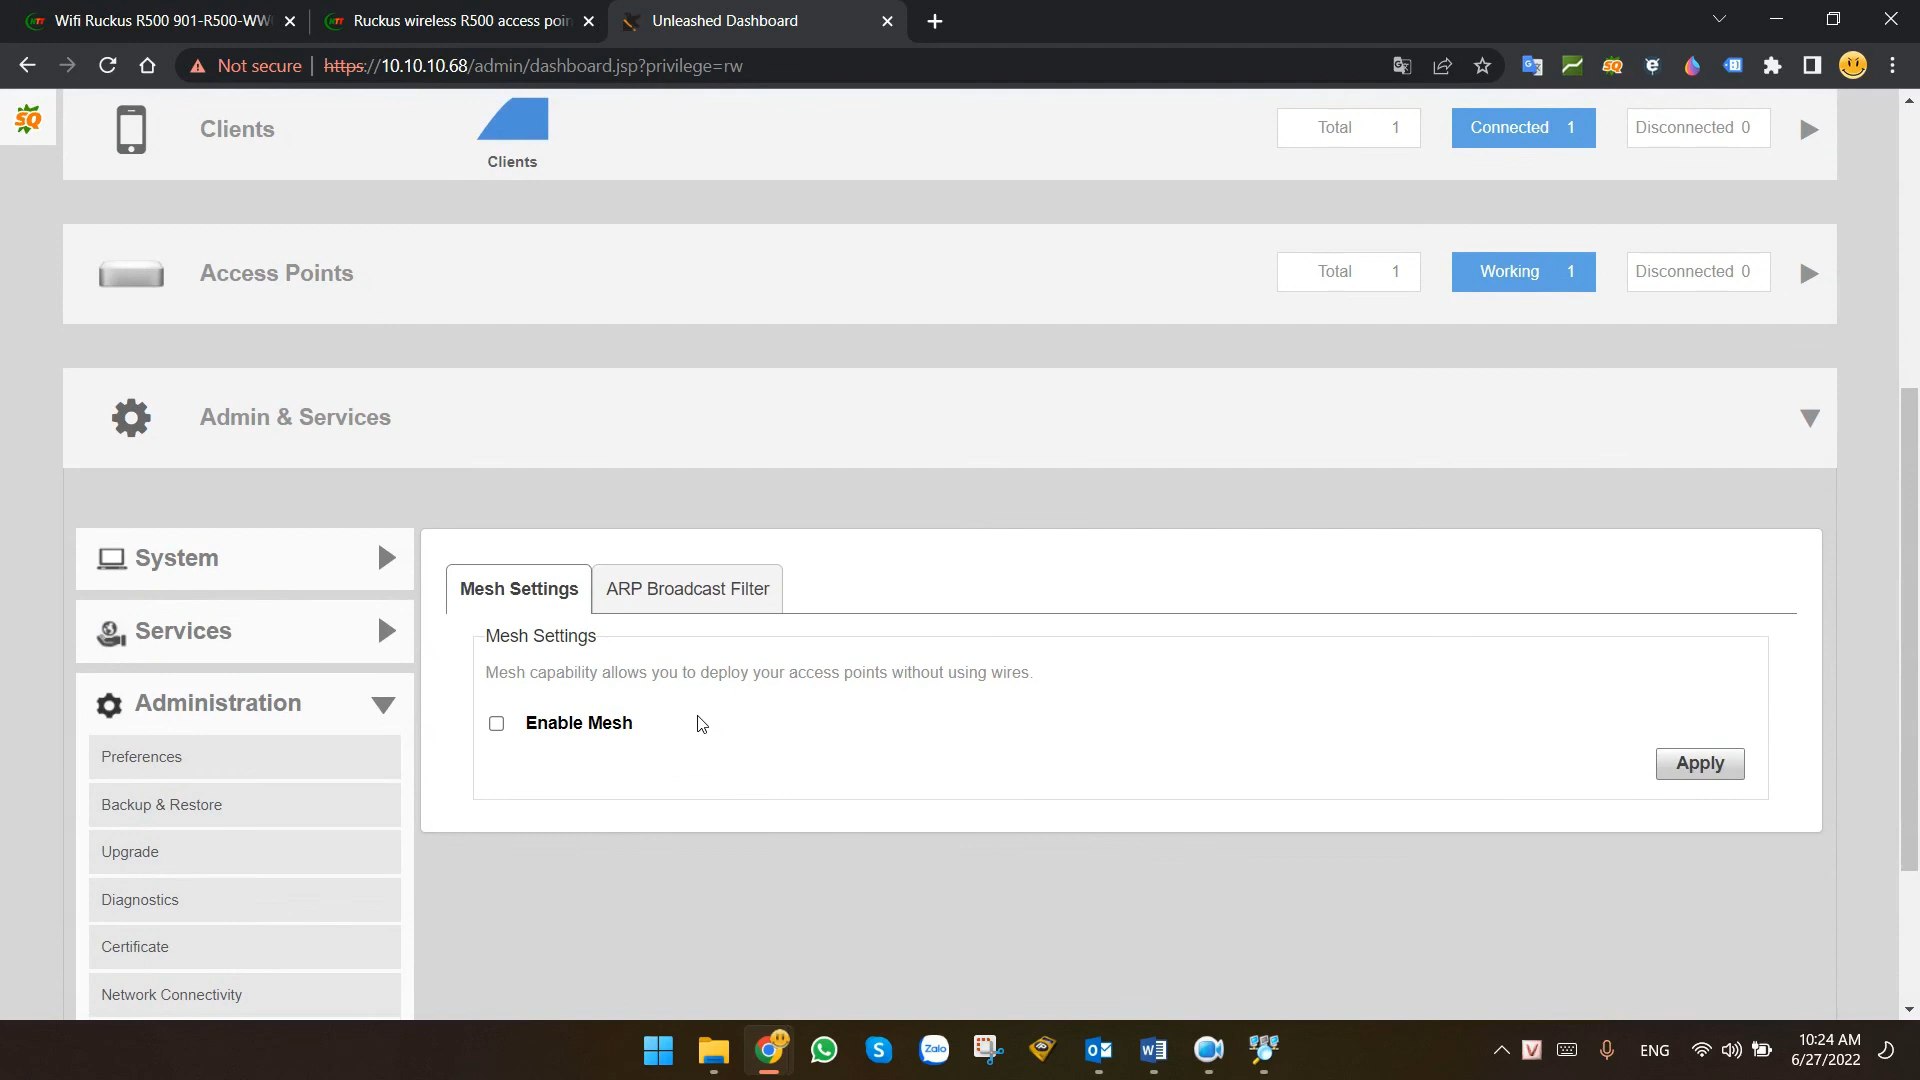 Wifi Ruckus R500 901-R500-WW
Ruckus wireless R500 access poin
Unleashed Dashboard
Not secure
https://10.10.10.68/admin/dashboard.jsp?privilege=rw
SQ
Clients
Clients
Total 1
Connected 1
Disconnected 0
Access Points
Total 1
Working 1
Disconnected 0
Admin & Services
System
Services
Administration
Preferences
Backup & Restore
Upgrade
Diagnostics
Certificate
Network Connectivity
Mesh Settings
ARP Broadcast Filter
Mesh Settings
Mesh capability allows you to deploy your access points without using wires.
Enable Mesh
Apply
Zalo
ENG
10:24 AM
6/27/2022